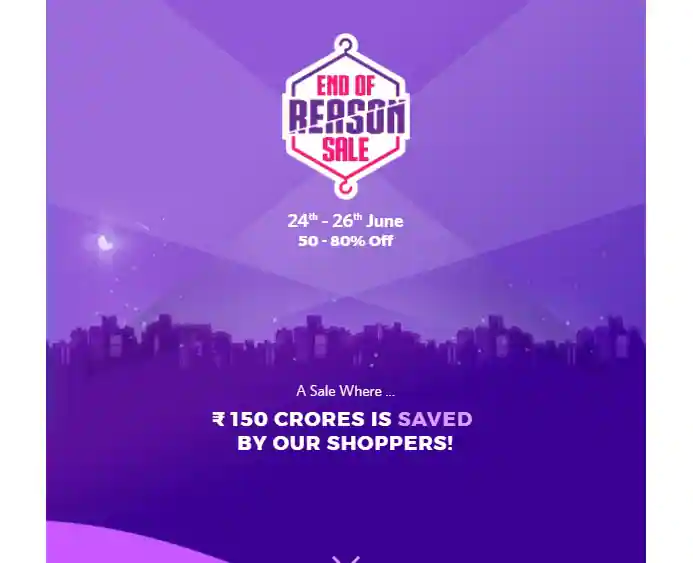 END OF
REASON
SALE
24th - 26th June
50 - 80% Off
A Sale Where ...
₹ 150 CRORES IS SAVED
BY OUR SHOPPERS!